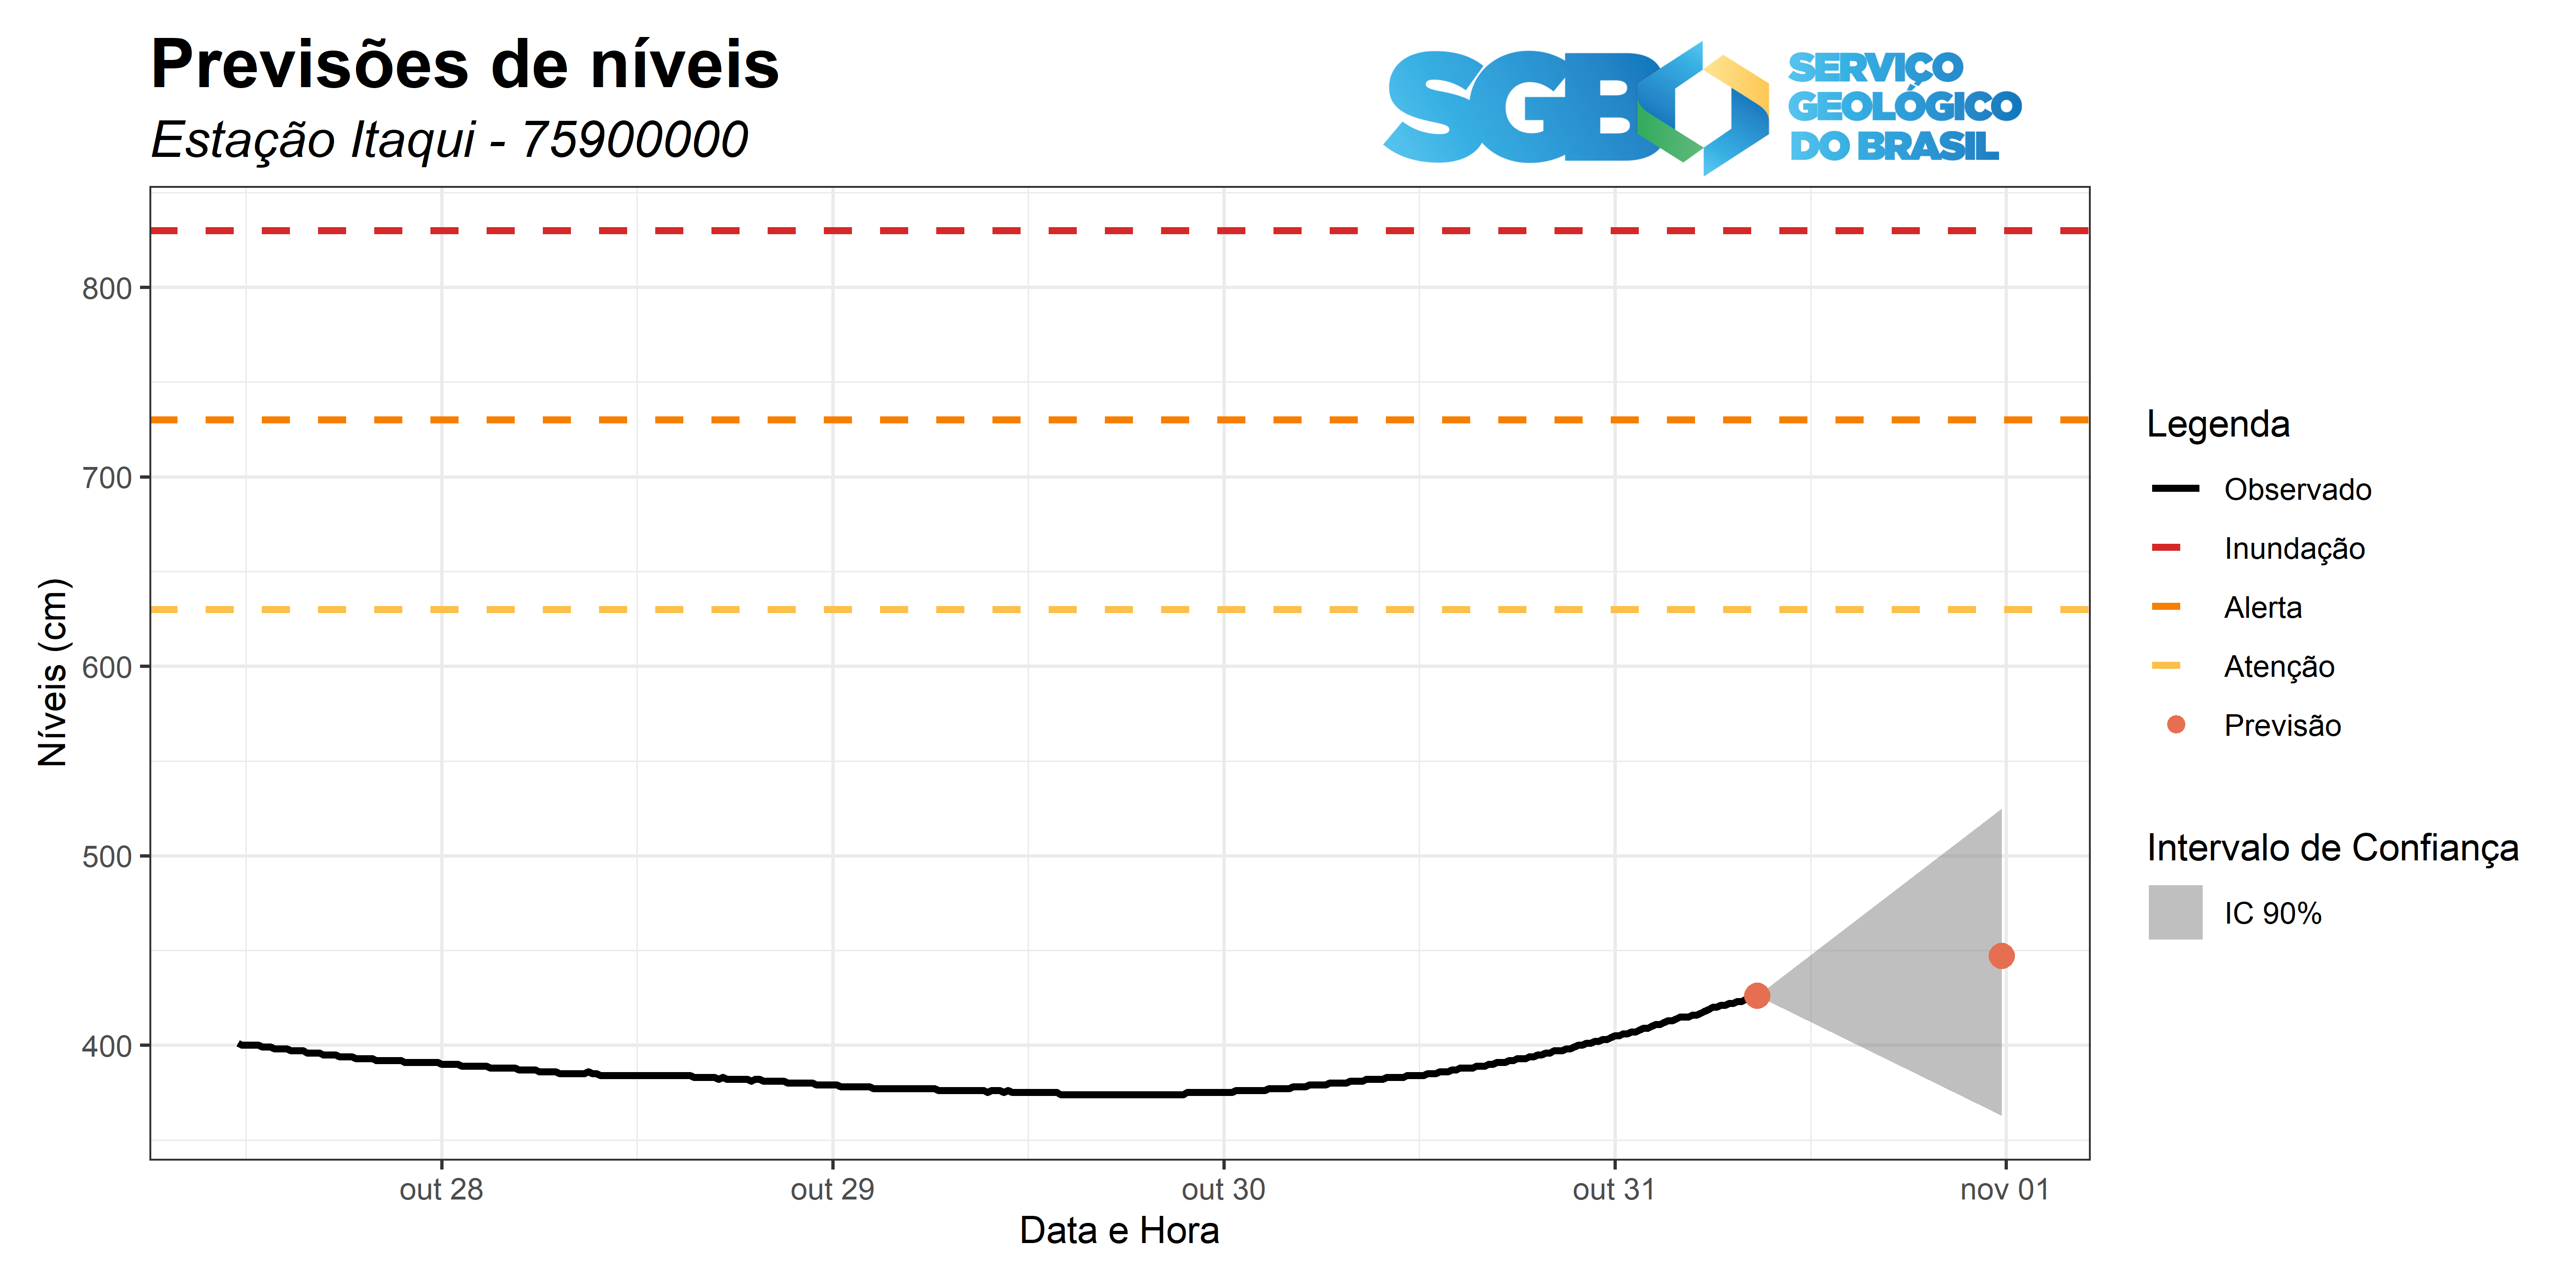 Previsões de níveis
Estação Itaqui - 75900000
SGB
SERVIÇO
GEOLÓGICO
DO BRASIL
Níveis (cm)
800
700
600
500
400
out 28
out 29
out 30
out 31
nov 01
Data e Hora
Legenda
Observado
Inundação
Alerta
Atenção
Previsão
Intervalo de Confiança
IC 90%